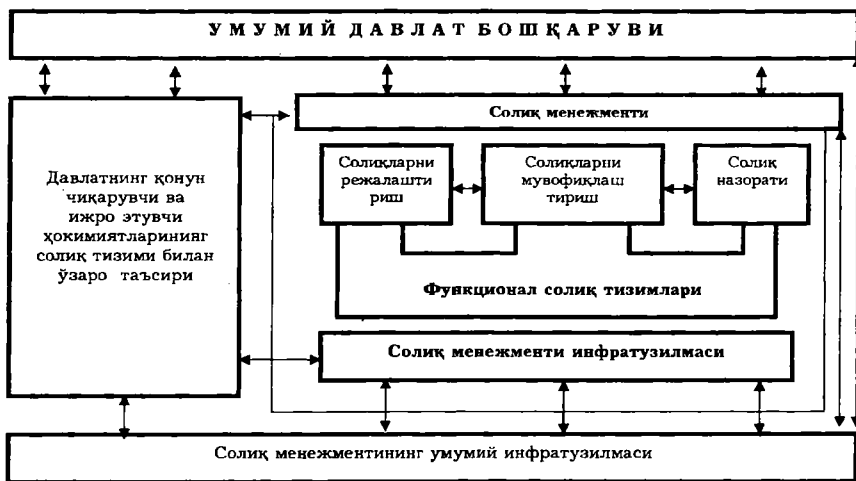 УМУМИЙ ДАВЛАТ БОШҚАРУВИ
Солиқ менежменти
Давлатнинг қонун
чиқарувчи ва
ижро этувчи
ҳокимиятларининг
солиқ тизими билан
ўзаро таъсири
Солиқларни
режалашти
риш
Солиқларни
мувофиқлаш
тириш
Солиқ
назорати
Функционал солиқ тизимлари
Солиқ менежменти инфратузилмаси
Солиқ менежментининг умумий инфратузилмаси